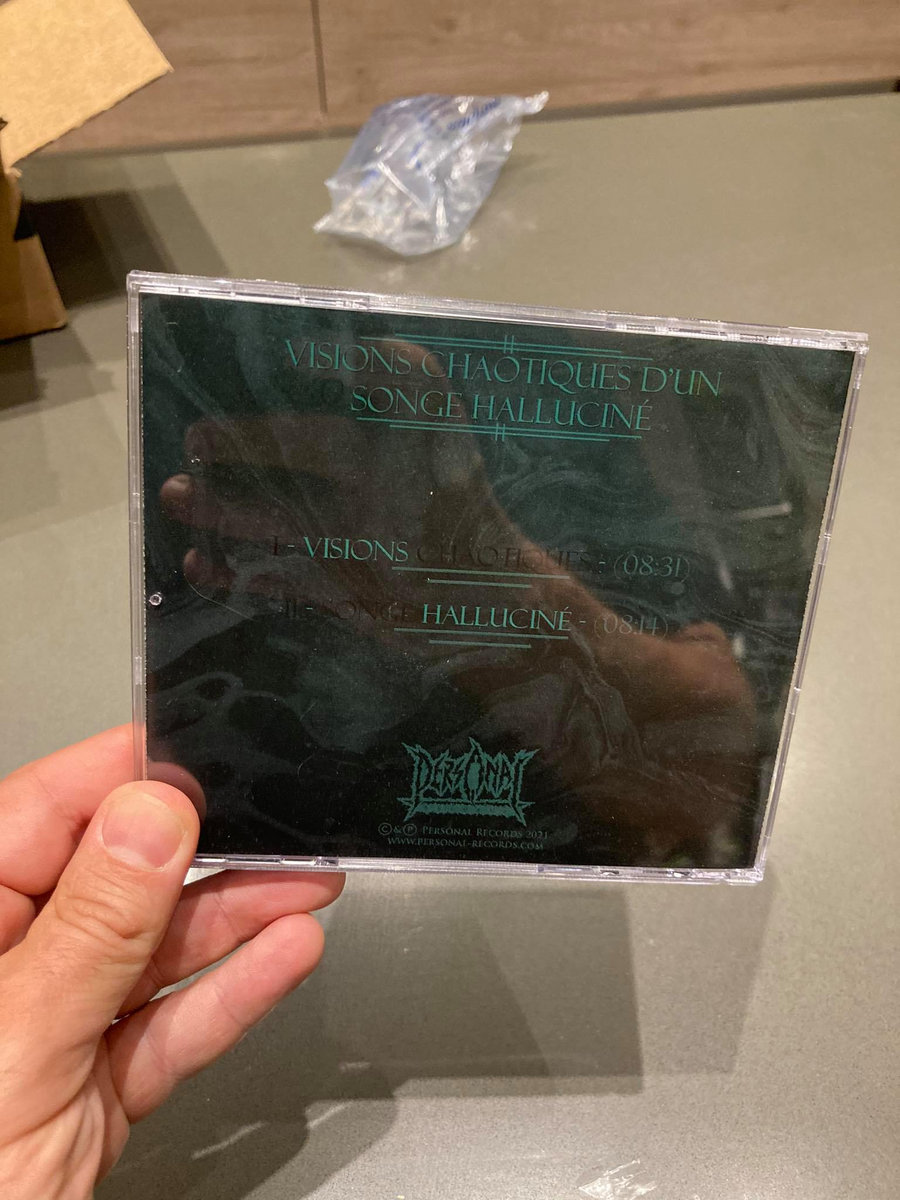 VISIONS CHAOTIQUES D'UN
SONGE HALLUCINÉ
I - VISIONS CHAOTIQUES - (08:31)
II - SONGE HALLUCINÉ - (08:14)
PERSONAL
©&℗ PERSONAL RECORDS 2021
WWW.PERSONAL-RECORDS.COM